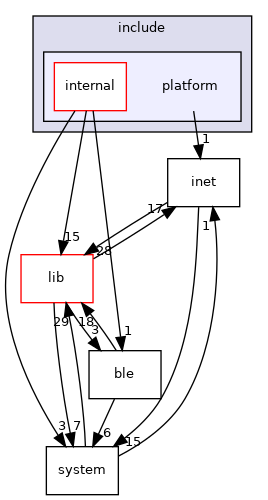 include
internal
platform
1
inet
17
15
28
1
lib
29
3
18
1
ble
3
7
6
15
system